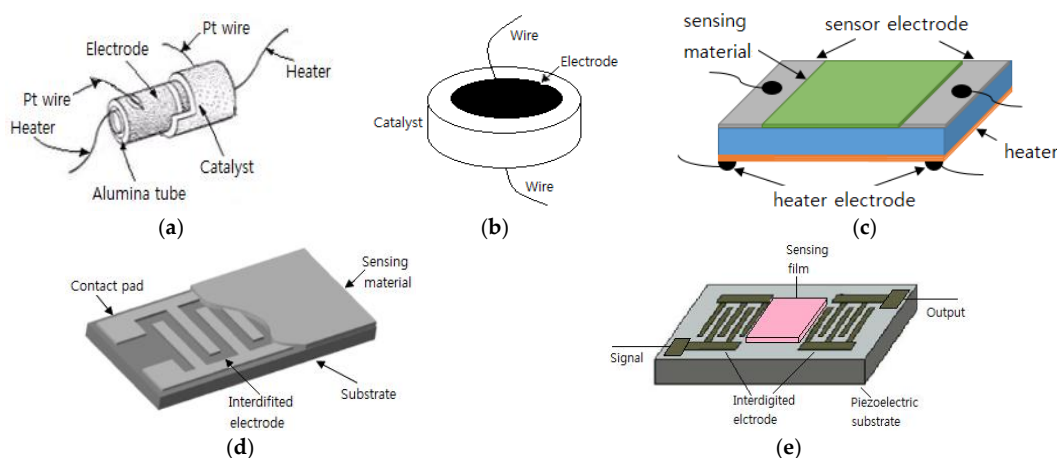 Pt wire
Electrode
Heater
Pt wire
Heater
Catalyst
Alumina tube
(a)
Wire
Electrode
Catalyst
Wire
(b)
sensing
material
sensor electrode
heater
heater electrode
(c)
Contact pad
Sensing
material
Substrate
Interdifited
electrode
(d)
Sensing
film
Output
Signal
Interdigited
elctrode
Piezoelectric
substrate
(e)